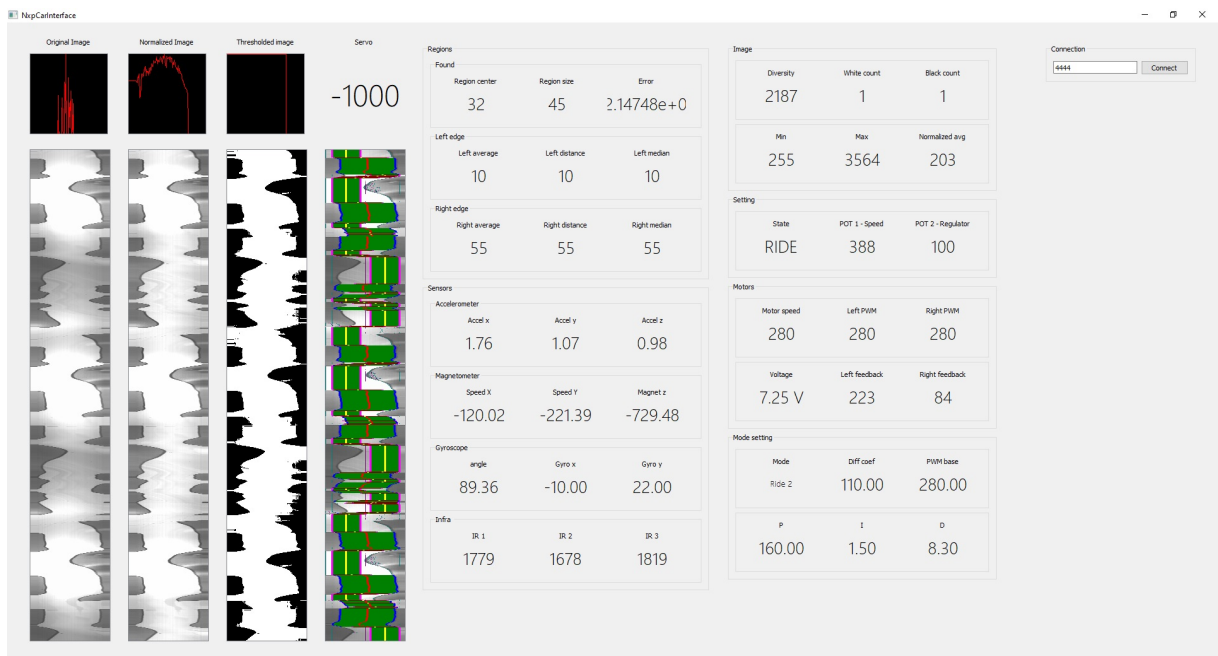 NxpCarInterface
Original Image Normalized Image Thresholded image Servo
-1000
Regions
Found
Region center Region size Error
32 45 2.14748e+0
Left edge
Left average Left distance Left median
10 10 10
Right edge
Right average Right distance Right median
55 55 55
Sensors
Accelerometer
Accel x Accel y Accel z
1.76 1.07 0.98
Magnetometer
Speed X Speed Y Magnet z
-120.02 -221.39 -729.48
Gyroscope
angle Gyro x Gyro y
89.36 -10.00 22.00
Infra
IR 1 IR 2 IR 3
1779 1678 1819
Image
Diversity White count Black count
2187 1 1
Min Max Normalized avg
255 3564 203
Setting
State POT 1 - Speed POT 2 - Regulator
RIDE 388 100
Motors
Motor speed Left PWM Right PWM
280 280 280
Voltage Left feedback Right feedback
7.25 V 223 84
Mode setting
Mode Diff coef PWM base
Ride 2 110.00 280.00
P I D
160.00 1.50 8.30
Connection
4444 Connect